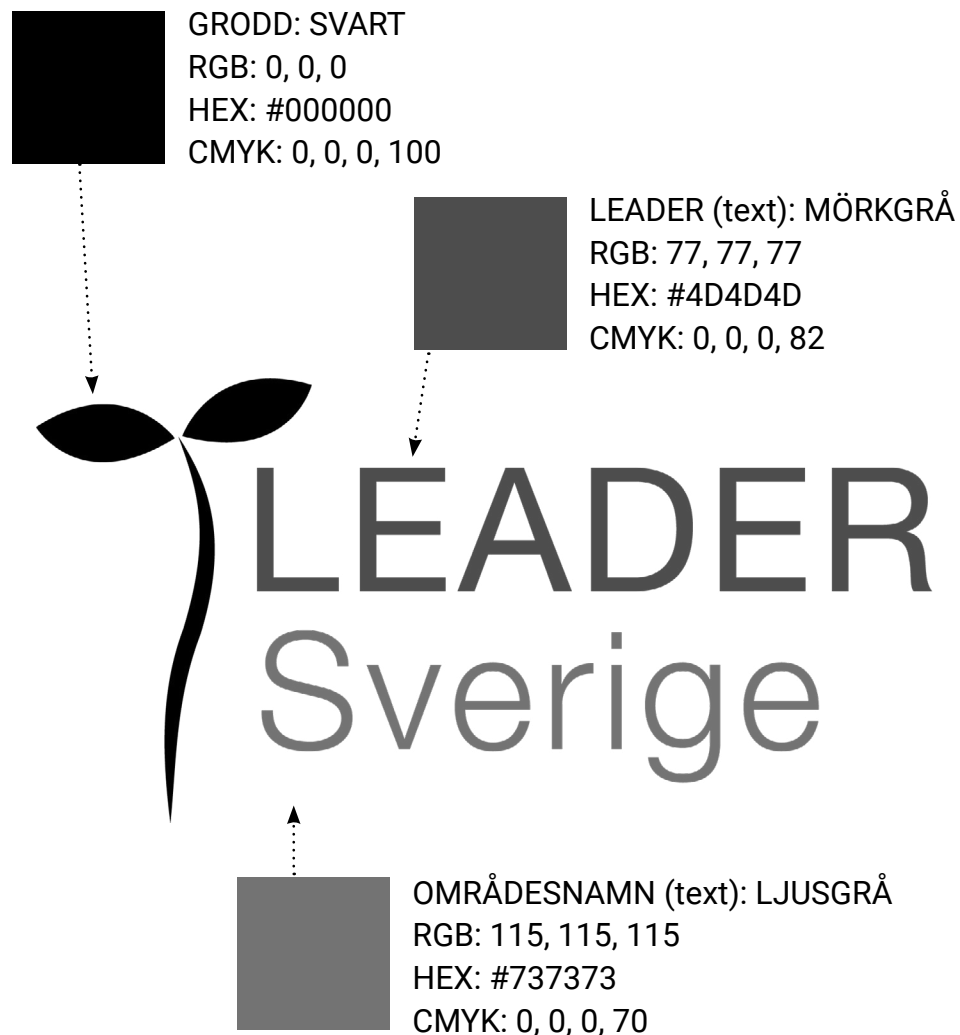 GRODD: SVART
RGB: 0, 0, 0
HEX: #000000
CMYK: 0, 0, 0, 100
LEADER (text): MÖRKGRÅ
RGB: 77, 77, 77
HEX: #4D4D4D
CMYK: 0, 0, 0, 82
LEADER
Sverige
OMRÅDESNAMN (text): LJUSGRÅ
RGB: 115, 115, 115
HEX: #737373
CMYK: 0, 0, 0, 70